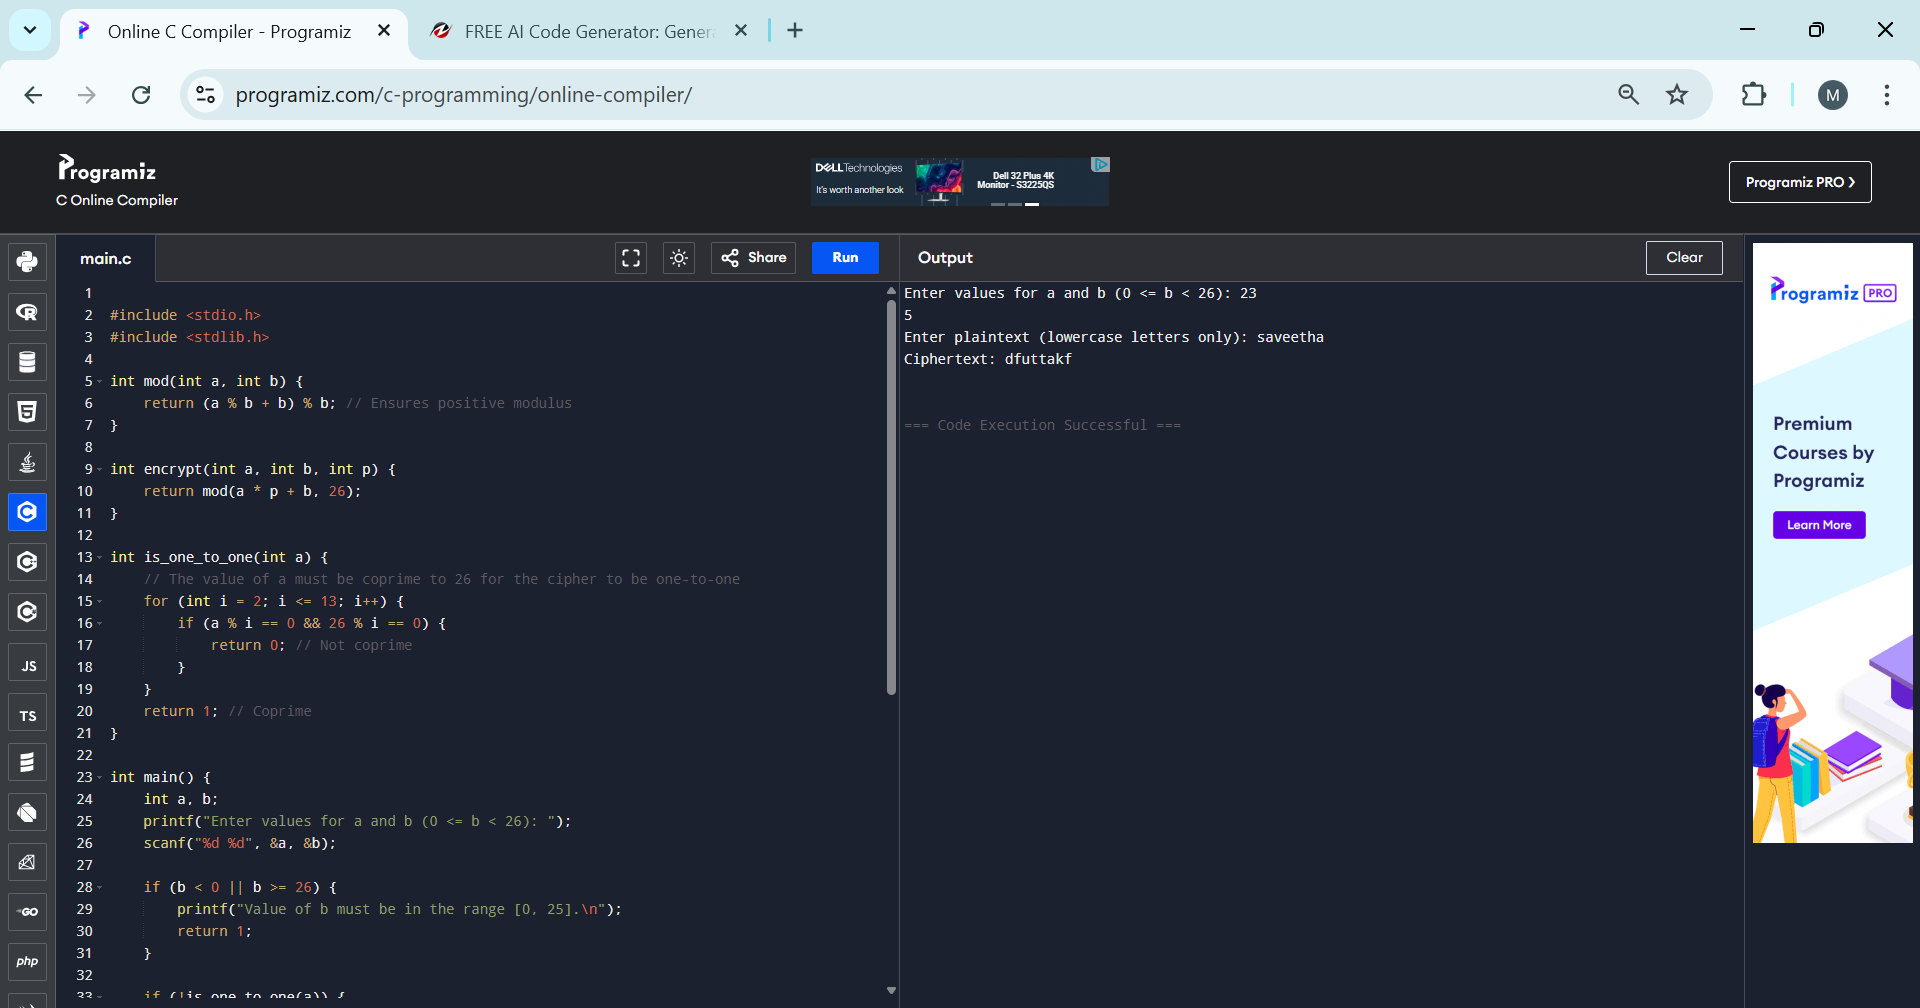 Online C Compiler - Programiz
FREE AI Code Generator: Genera
programiz.com/c-programming/online-compiler/
M
Programiz
C Online Compiler
DELL Technologies
It's worth another look
Dell 32 Plus 4K
Monitor - S3225QS
Programiz PRO ❯
main.c
Share
Run
Output
Clear
1
2 #include <stdio.h>
3 #include <stdlib.h>
4
5 int mod(int a, int b) {
6 return (a % b + b) % b; // Ensures positive modulus
7 }
8
9 int encrypt(int a, int b, int p) {
10 return mod(a * p + b, 26);
11 }
12
13 int is_one_to_one(int a) {
14 // The value of a must be coprime to 26 for the cipher to be one-to-one
15 for (int i = 2; i <= 13; i++) {
16 if (a % i == 0 && 26 % i == 0) {
17 return 0; // Not coprime
18 }
19 }
20 return 1; // Coprime
21 }
22
23 int main() {
24 int a, b;
25 printf("Enter values for a and b (0 <= b < 26): ");
26 scanf("%d %d", &a, &b);
27
28 if (b < 0 || b >= 26) {
29 printf("Value of b must be in the range [0, 25].\n");
30 return 1;
31 }
32
33 if (!is_one_to_one(a)) {
Enter values for a and b (0 <= b < 26): 23
5
Enter plaintext (lowercase letters only): saveetha
Ciphertext: dfuttakf
=== Code Execution Successful ===
JS
TS
GO
php
Programiz PRO
Premium
Courses by
Programiz
Learn More